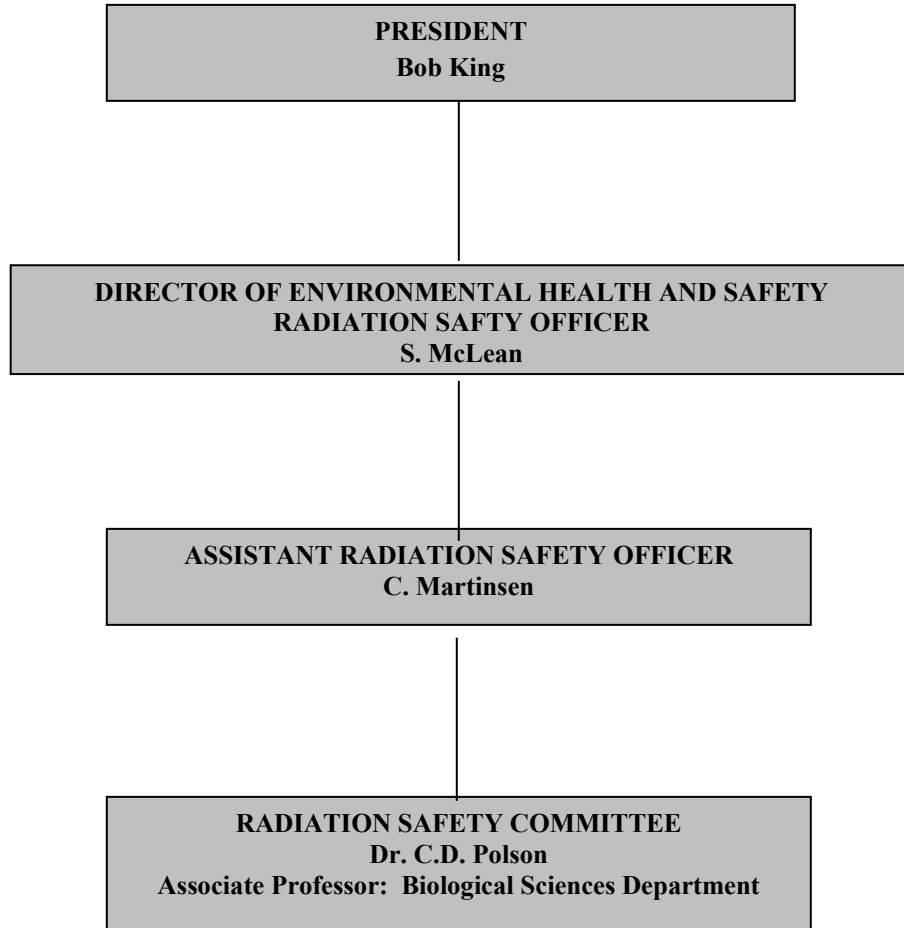 PRESIDENT
Bob King
DIRECTOR OF ENVIRONMENTAL HEALTH AND SAFETY
RADIATION SAFTY OFFICER
S. McLean
ASSISTANT RADIATION SAFETY OFFICER
C. Martinsen
RADIATION SAFETY COMMITTEE
Dr. C.D. Polson
Associate Professor: Biological Sciences Department